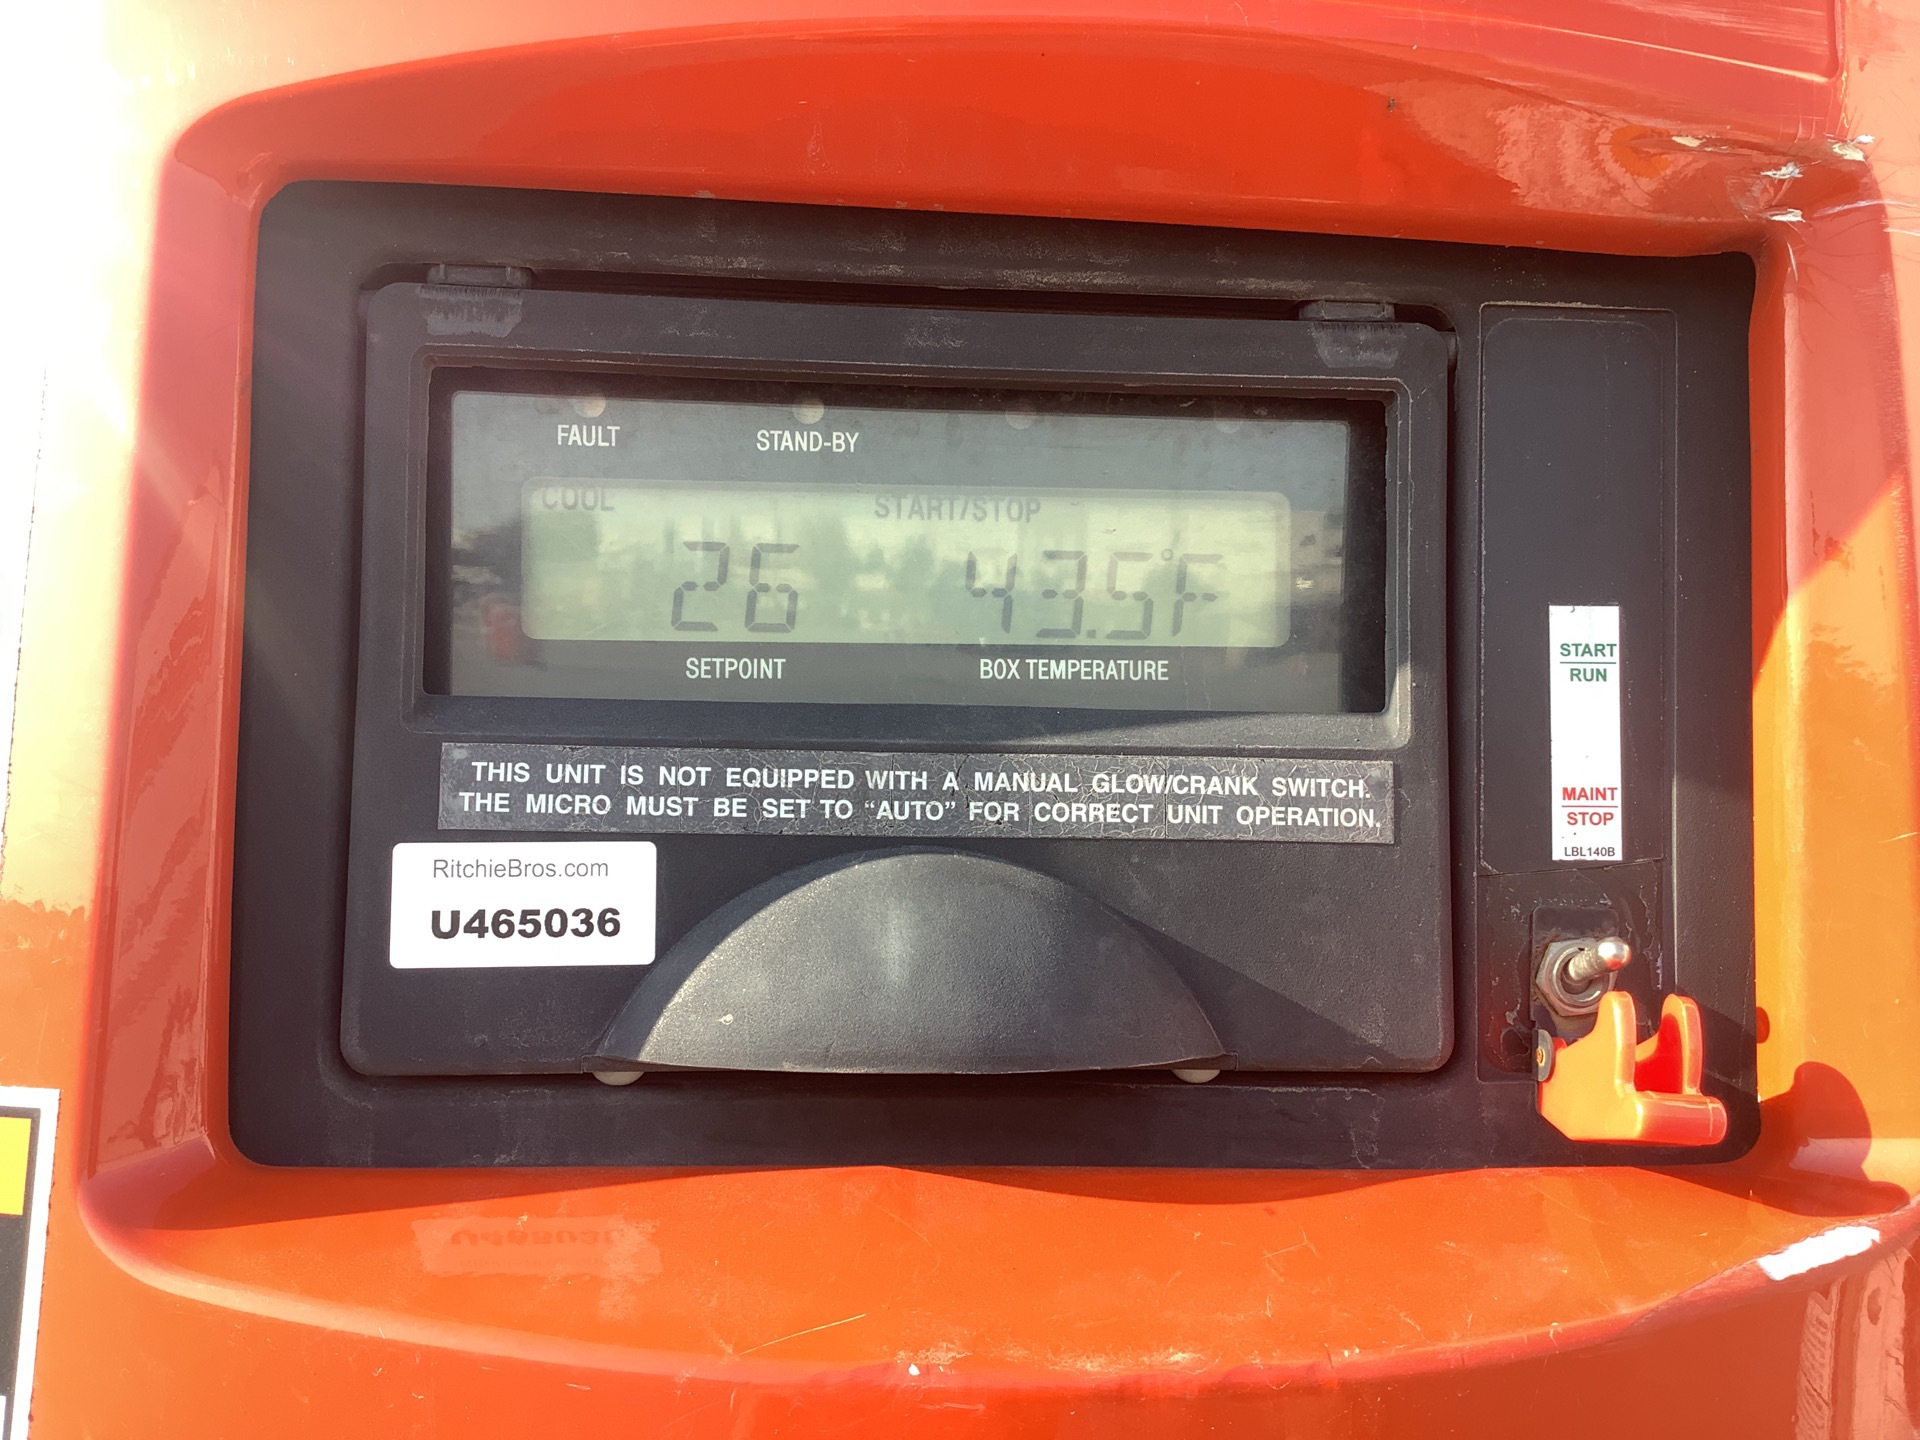 FAULT STAND-BY
COOL START/STOP
26 43.5°F
SETPOINT BOX TEMPERATURE
THIS UNIT IS NOT EQUIPPED WITH A MANUAL GLOW/CRANK SWITCH.
THE MICRO MUST BE SET TO “AUTO” FOR CORRECT UNIT OPERATION.
RitchieBros.com
U465036
START
RUN
MAINT
STOP
LBL140B